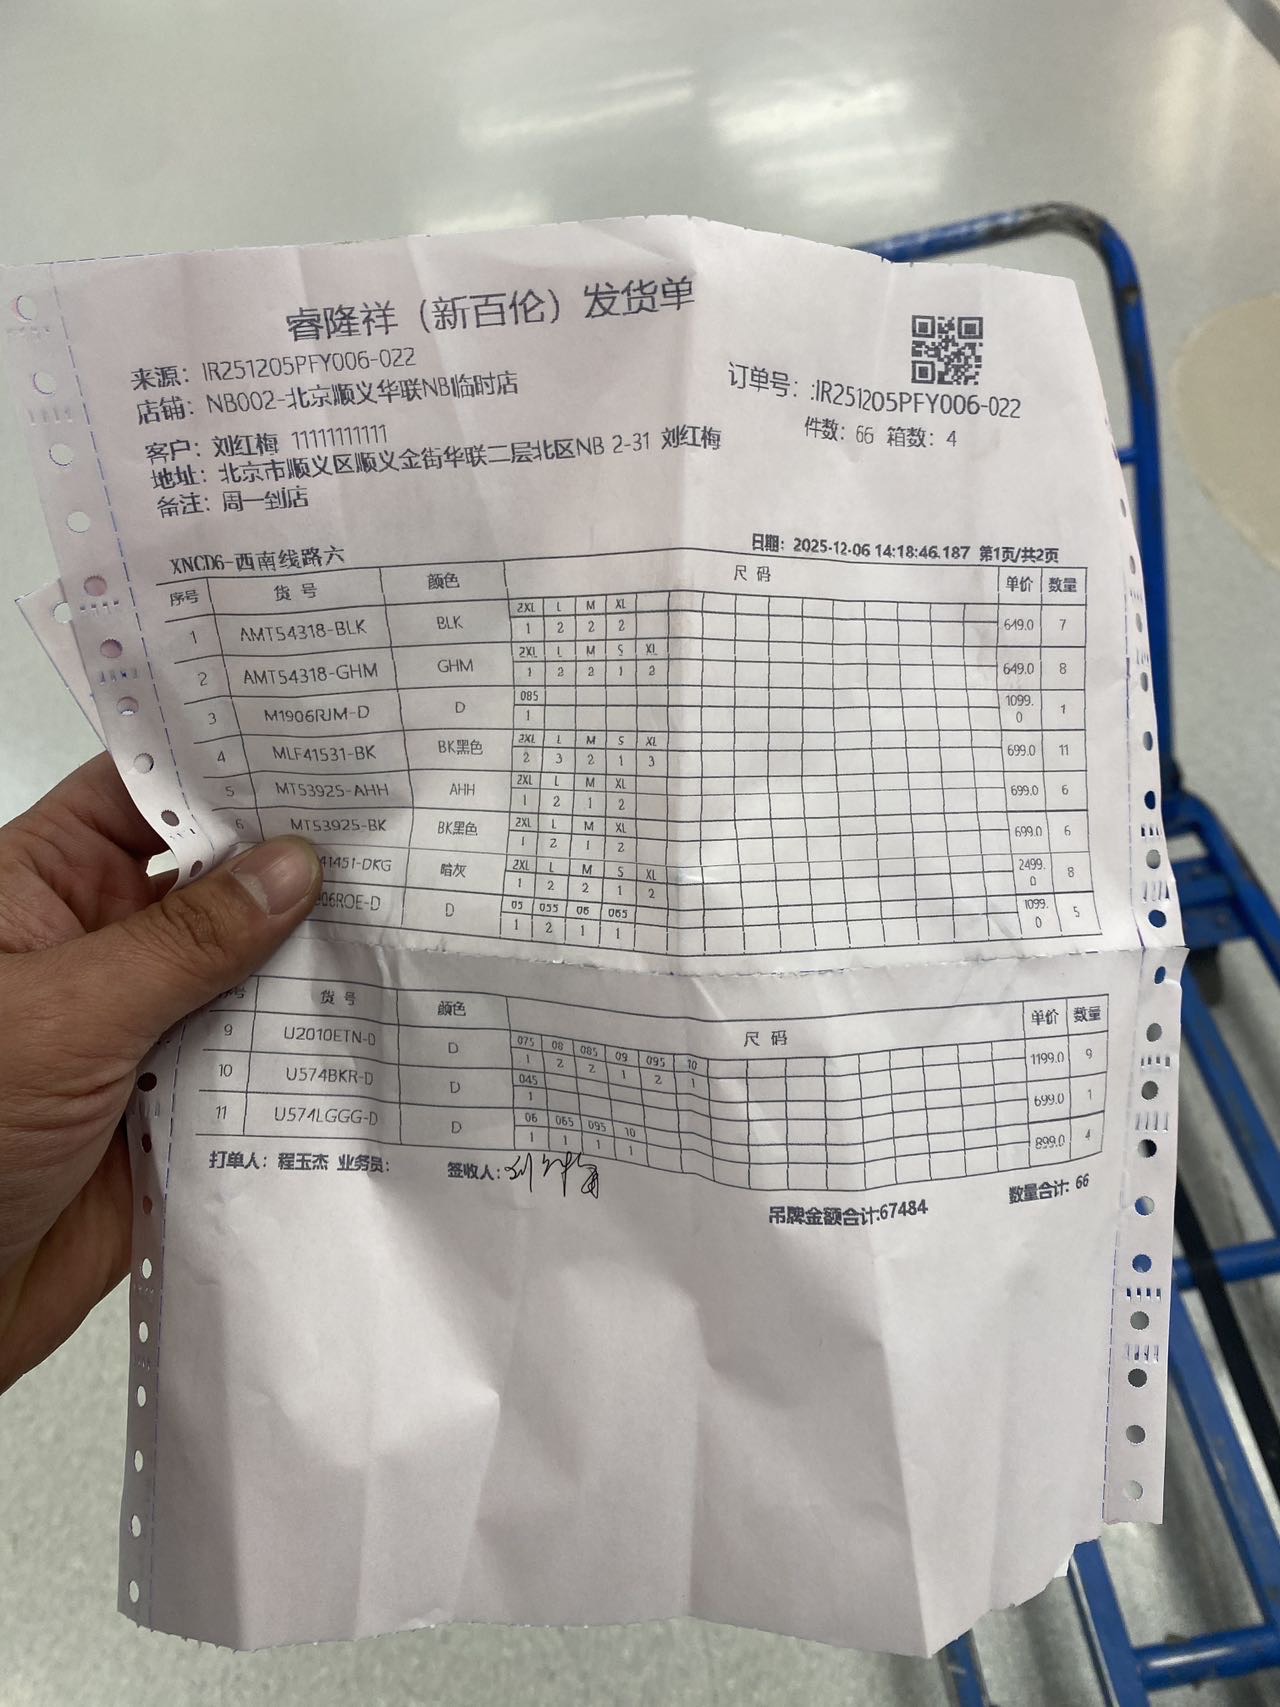 睿隆祥（新百伦）发货单
来源：IR251205PFY006-022
店铺：NB002-北京顺义华联NB临时店
订单号：:IR251205PFY006-022
客户：刘红梅 11111111111
件数：66 箱数：4
地址：北京市顺义区顺义金街华联二层北区NB 2-31 刘红梅
备注：周一到店
XNCD6-西南线路六
日期：2025-12-06 14:18:46.187 第1页/共2页
序号 货号 颜色 尺码 单价 数量
2XL L M XL
1 AMT54318-BLK BLK 1 2 2 2 649.0 7
2XL L M S XL
2 AMT54318-GHM GHM 1 2 2 1 2 649.0 8
085
3 M1906RJM-D D 1 1099.0 1
2XL L M S XL
4 MLF41531-BK BK黑色 2 3 2 1 3 699.0 11
2XL L M XL
5 MT53925-AHH AHH 1 2 1 2 699.0 6
2XL L M XL
6 MT53925-BK BK黑色 1 2 1 2 699.0 6
2XL L M S XL
41451-DKG 暗灰 1 2 2 1 2 2499.0 8
05 055 06 065
06ROE-D D 1 2 1 1 1099.0 5
序号 货号 颜色 尺码 单价 数量
075 08 085 09 095 10
9 U2010ETN-D D 1 2 2 1 2 1 1199.0 9
045
10 U574BKR-D D 1 699.0 1
06 065 095 10
11 U574LGGG-D D 1 1 1 1 899.0 4
打单人：程玉杰 业务员： 签收人：刘红梅
吊牌金额合计:67484 数量合计: 66